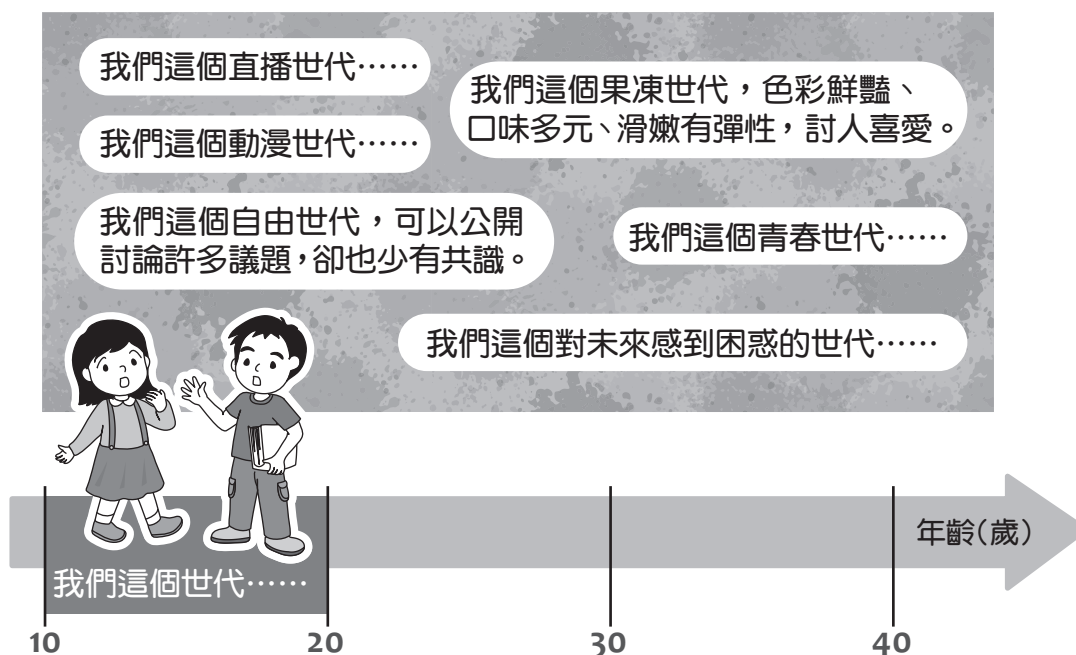 我們這個直播世代……
我們這個果凍世代，色彩鮮豔、
口味多元、滑嫩有彈性，討人喜愛。
我們這個動漫世代……
我們這個自由世代，可以公開
討論許多議題，卻也少有共識。
我們這個青春世代……
我們這個對未來感到困惑的世代……
年齡(歲)
我們這個世代……
10
20
30
40